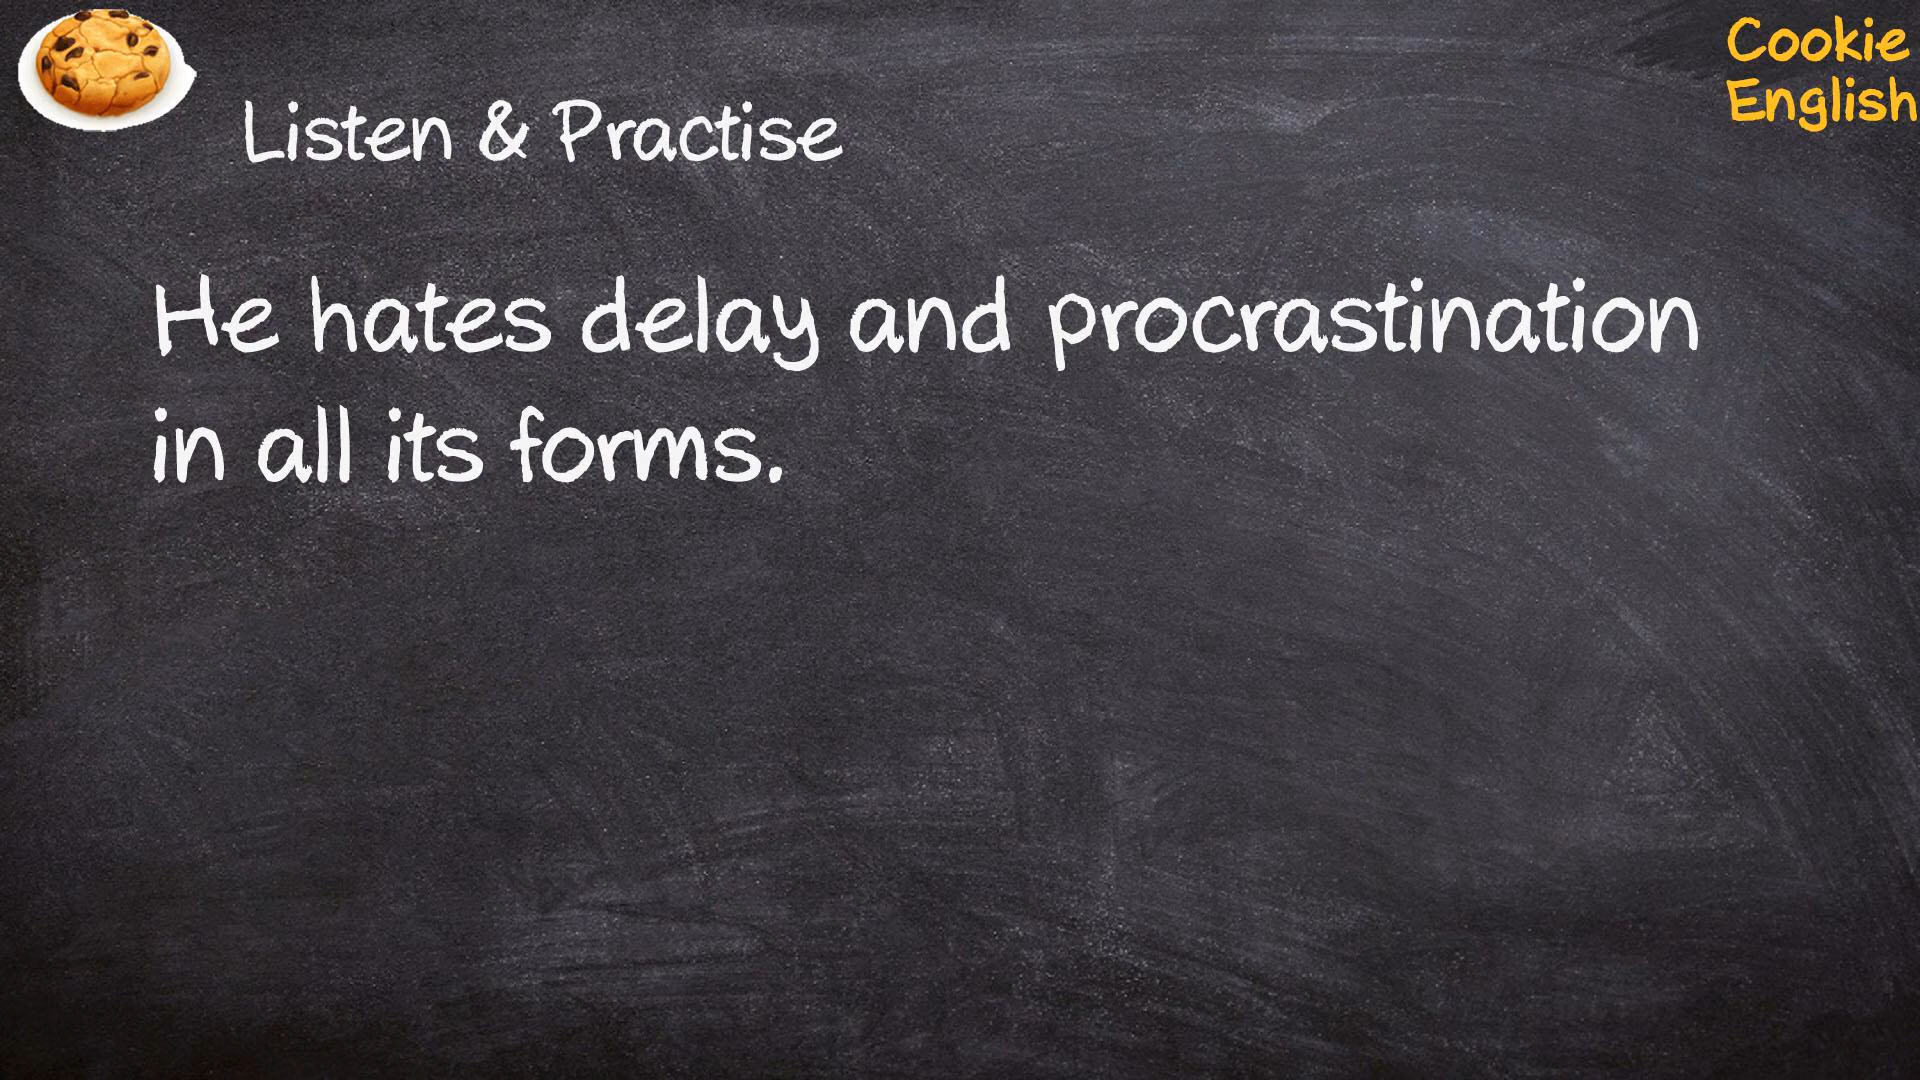 Cookie
English
Listen & Practise
He hates delay and procrastination
in all its forms.